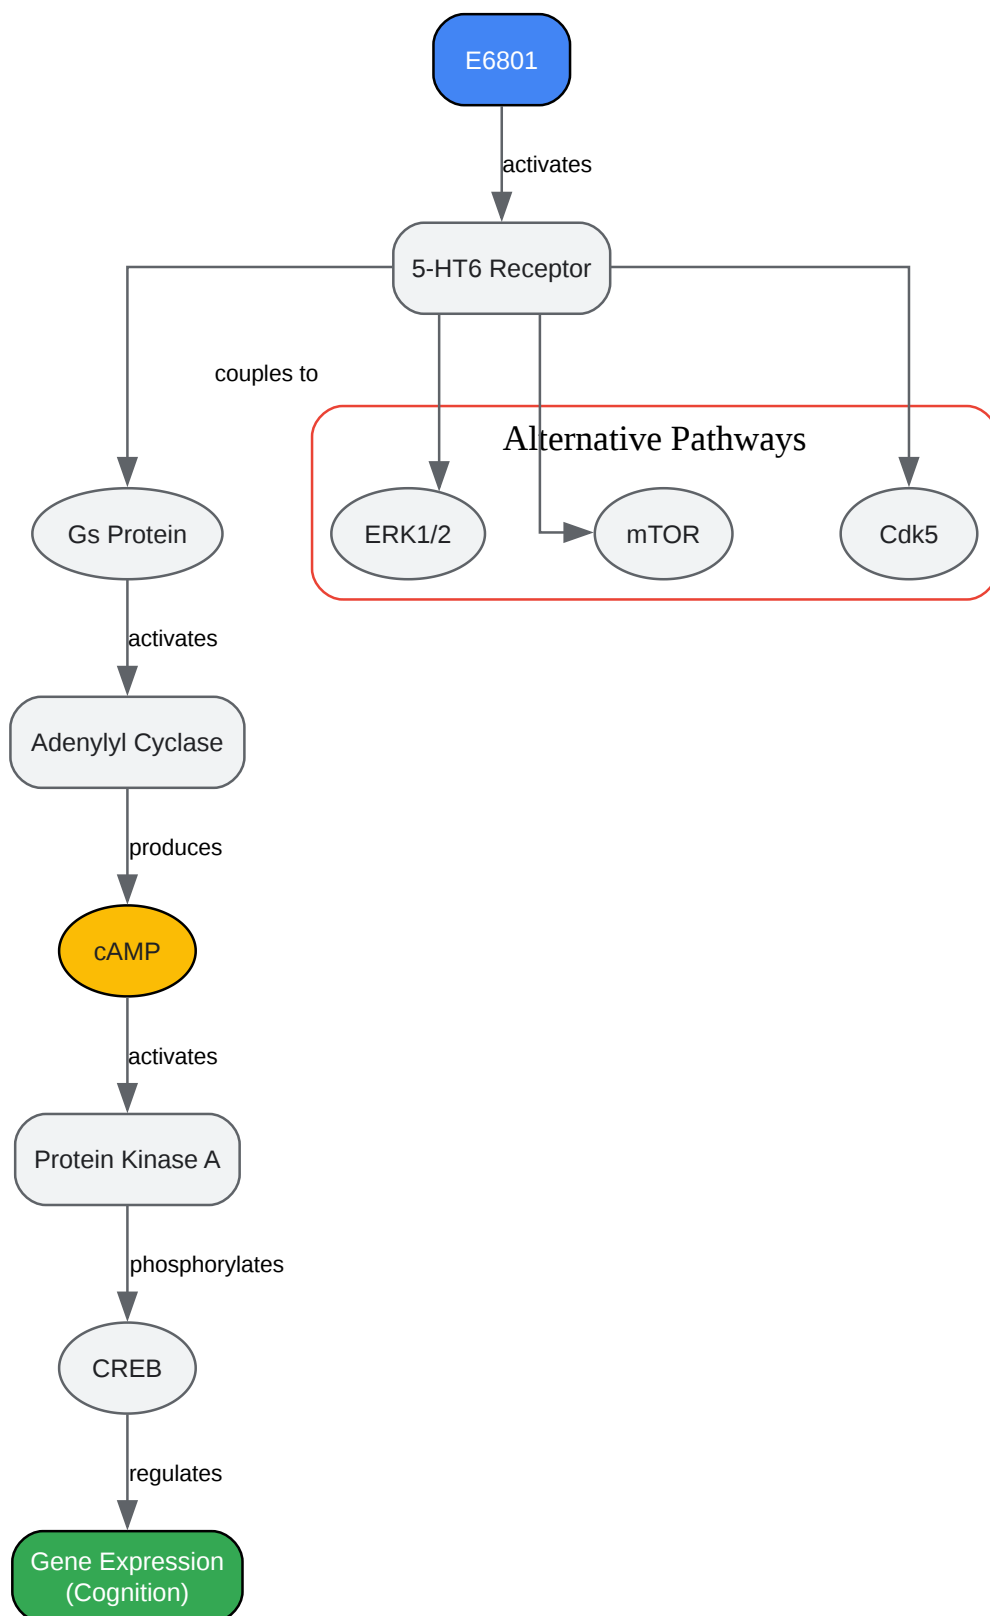 E6801
activates
5-HT6 Receptor
couples to
Alternative Pathways
Gs Protein
ERK1/2
mTOR
Cdk5
activates
Adenylyl Cyclase
produces
cAMP
activates
Protein Kinase A
phosphorylates
CREB
regulates
Gene Expression
(Cognition)